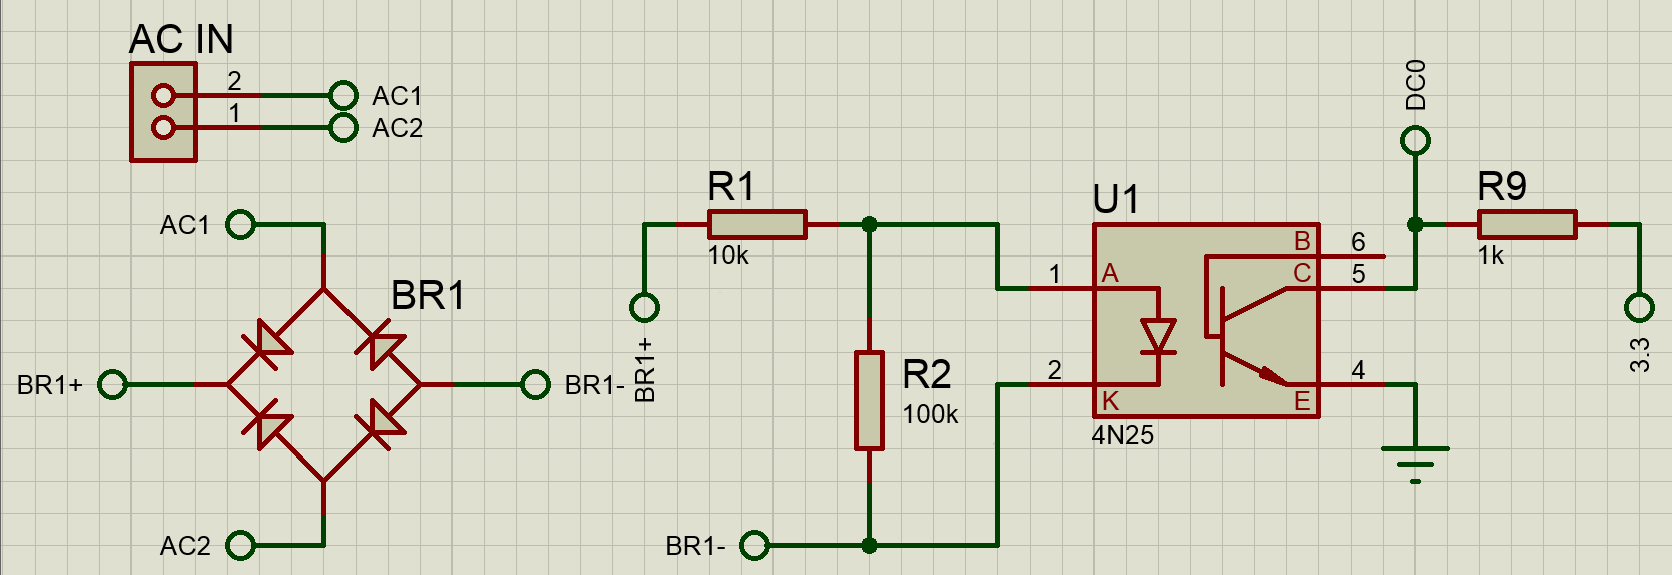 AC IN
2
AC1
1
AC2
AC1
BR1
BR1+
BR1-
AC2
R1
10k
BR1+
R2
100k
BR1-
U1
1
A
2
K
4N25
B
6
C
5
E
4
DC0
R9
1k
3.3